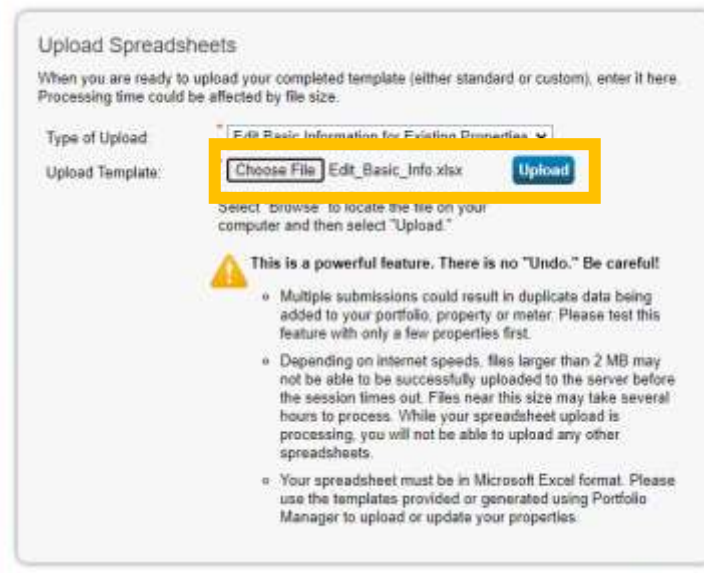 Upload Spreadsheets
When you are ready to upload your completed template (either standard or custom), enter it here.
Processing time could be affected by file size.
Type of Upload: * Edit Basic Information for Existing Properties
Upload Template: * Choose File Edit_Basic_Info.xlsx Upload
Select "Browse" to locate the file on your
computer and then select "Upload."
This is a powerful feature. There is no "Undo." Be careful!
Multiple submissions could result in duplicate data being
added to your portfolio, property or meter. Please test this
feature with only a few properties first.
Depending on internet speeds, files larger than 2 MB may
not be able to be successfully uploaded to the server before
the session times out. Files near this size may take several
hours to process. While your spreadsheet upload is
processing, you will not be able to upload any other
spreadsheets.
Your spreadsheet must be in Microsoft Excel format. Please
use the templates provided or generated using Portfolio
Manager to upload or update your properties.